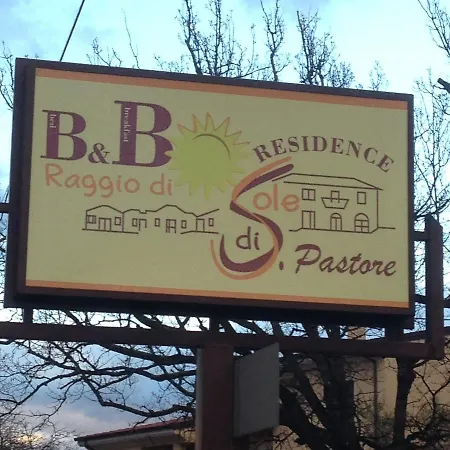 B&B
bed breakfast
RESIDENCE
Raggio di Sole
di S. Pastore